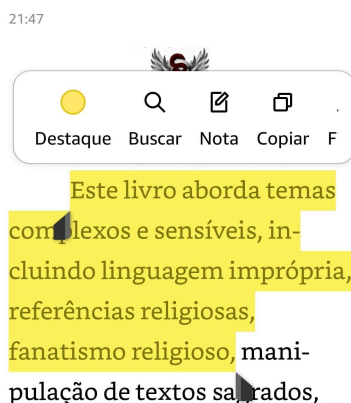 21:47
Destaque Buscar Nota Copiar F
Este livro aborda temas
complexos e sensíveis, in-
cluindo linguagem imprópria,
referências religiosas,
fanatismo religioso, mani-
pulação de textos sagrados,